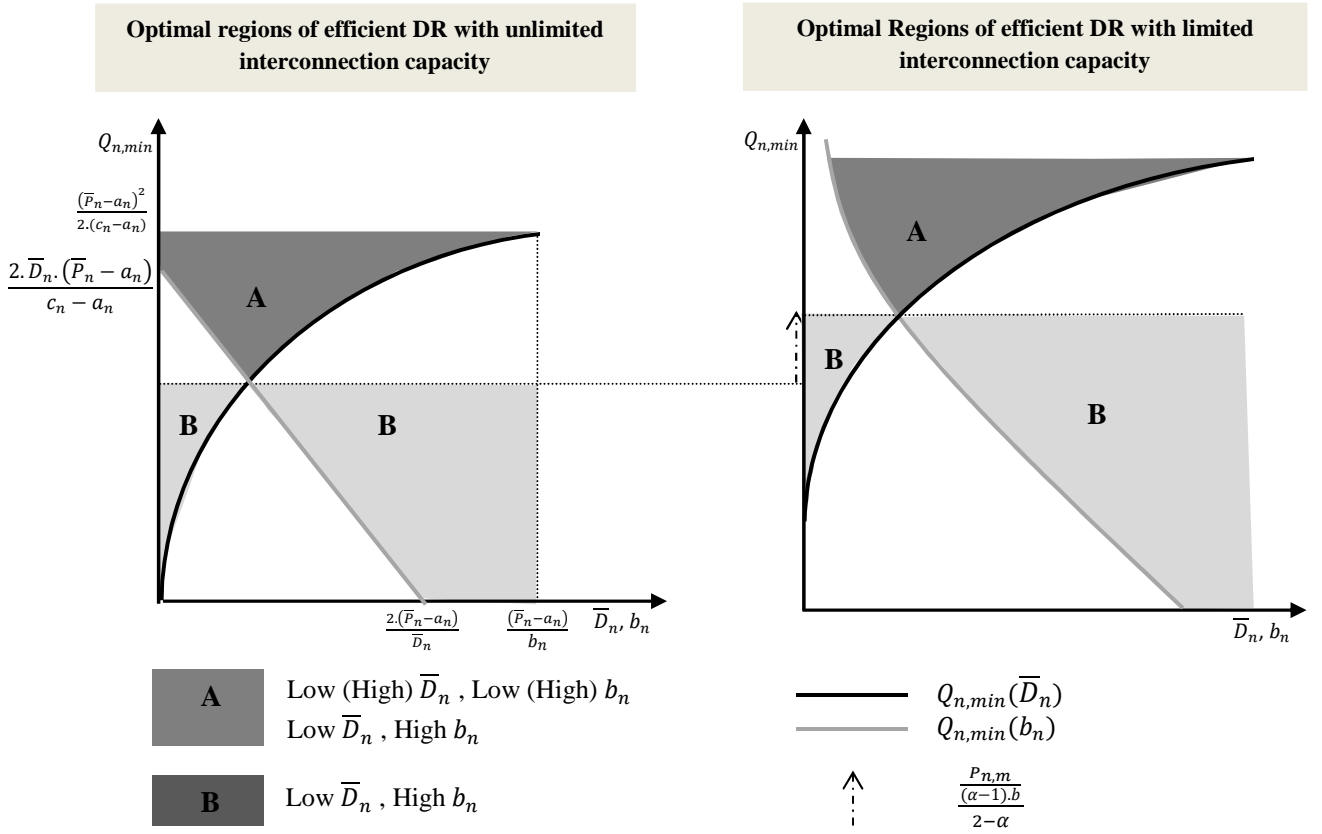 Optimal regions of efficient DR with unlimited
interconnection capacity
Optimal Regions of efficient DR with limited
interconnection capacity
Q_{n,min}
(P̅_n−a_n)^2 / 2.(c_n−a_n)
2.D̅_n.(P̅_n − a_n) / c_n − a_n
A
B
B
2.(P̅_n−a_n) / D̅_n
(P̅_n−a_n) / b_n
D̅_n, b_n
Q_{n,min}
A
B
B
D̅_n, b_n
A
Low (High) D̅_n , Low (High) b_n
Low D̅_n , High b_n
B
Low D̅_n , High b_n
Q_{n,min}(D̅_n)
Q_{n,min}(b_n)
P_{n,m} / (α−1).b / 2−α